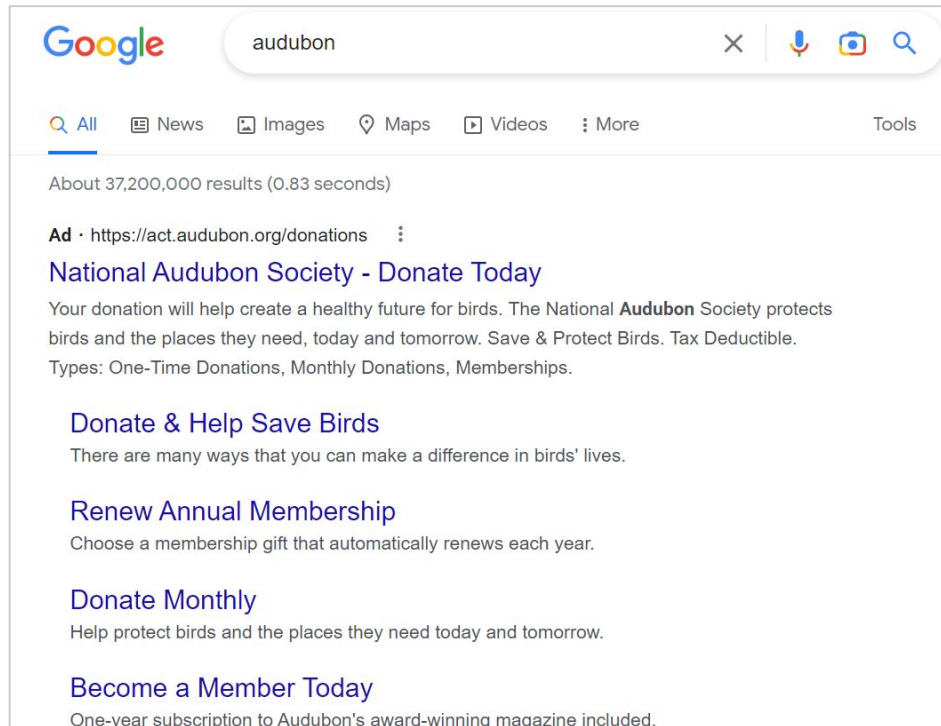 Google
audubon
All News Images Maps Videos More Tools
About 37,200,000 results (0.83 seconds)
Ad · https://act.audubon.org/donations
National Audubon Society - Donate Today
Your donation will help create a healthy future for birds. The National Audubon Society protects
birds and the places they need, today and tomorrow. Save & Protect Birds. Tax Deductible.
Types: One-Time Donations, Monthly Donations, Memberships.
Donate & Help Save Birds
There are many ways that you can make a difference in birds' lives.
Renew Annual Membership
Choose a membership gift that automatically renews each year.
Donate Monthly
Help protect birds and the places they need today and tomorrow.
Become a Member Today
One-year subscription to Audubon's award-winning magazine included.